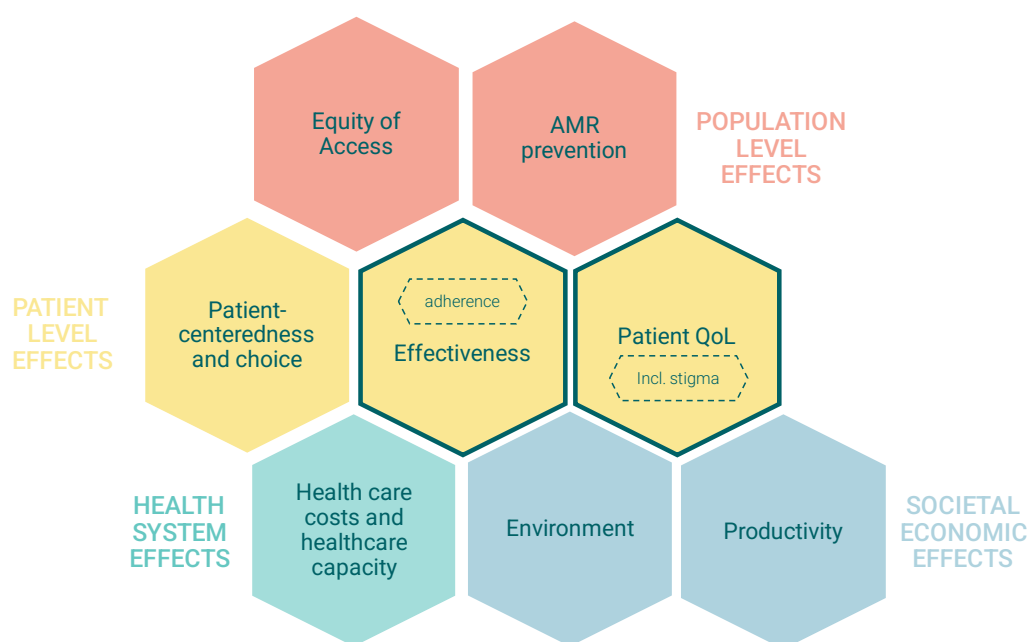 Equity of
Access
AMR
prevention
POPULATION
LEVEL
EFFECTS
PATIENT
LEVEL
EFFECTS
Patient-
centeredness
and choice
adherence
Effectiveness
Patient QoL
Incl. stigma
HEALTH
SYSTEM
EFFECTS
Health care
costs and
healthcare
capacity
Environment
Productivity
SOCIETAL
ECONOMIC
EFFECTS